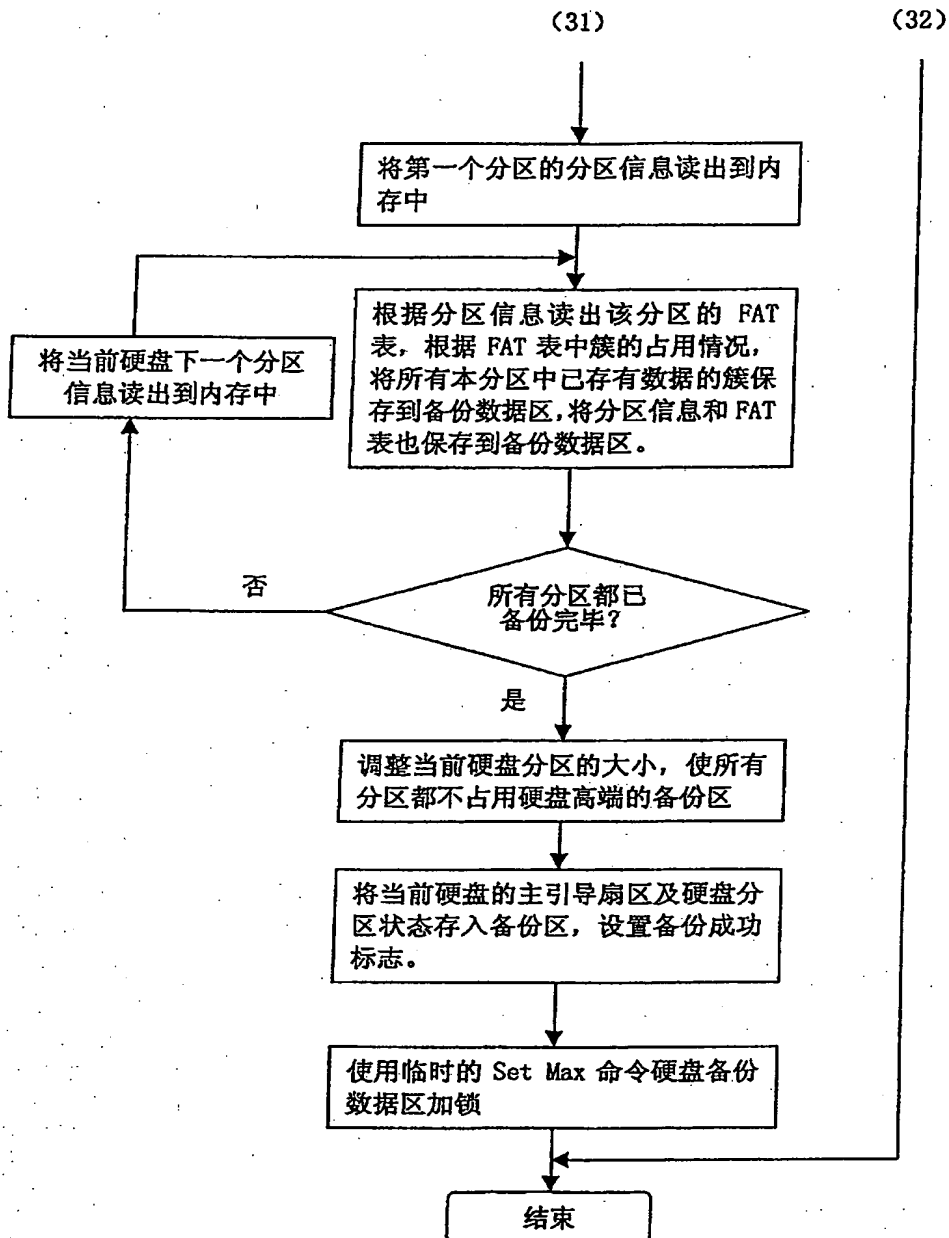 (31)
(32)
将第一个分区的分区信息读出到内
存中
根据分区信息读出该分区的 FAT
表，根据 FAT 表中簇的占用情况，
将所有本分区中已存有数据的簇保
存到备份数据区，将分区信息和 FAT
表也保存到备份数据区。
将当前硬盘下一个分区
信息读出到内存中
否
所有分区都已
备份完毕？
是
调整当前硬盘分区的大小，使所有
分区都不占用硬盘高端的备份区
将当前硬盘的主引导扇区及硬盘分
区状态存入备份区，设置备份成功
标志。
使用临时的 Set Max 命令硬盘备份
数据区加锁
结束